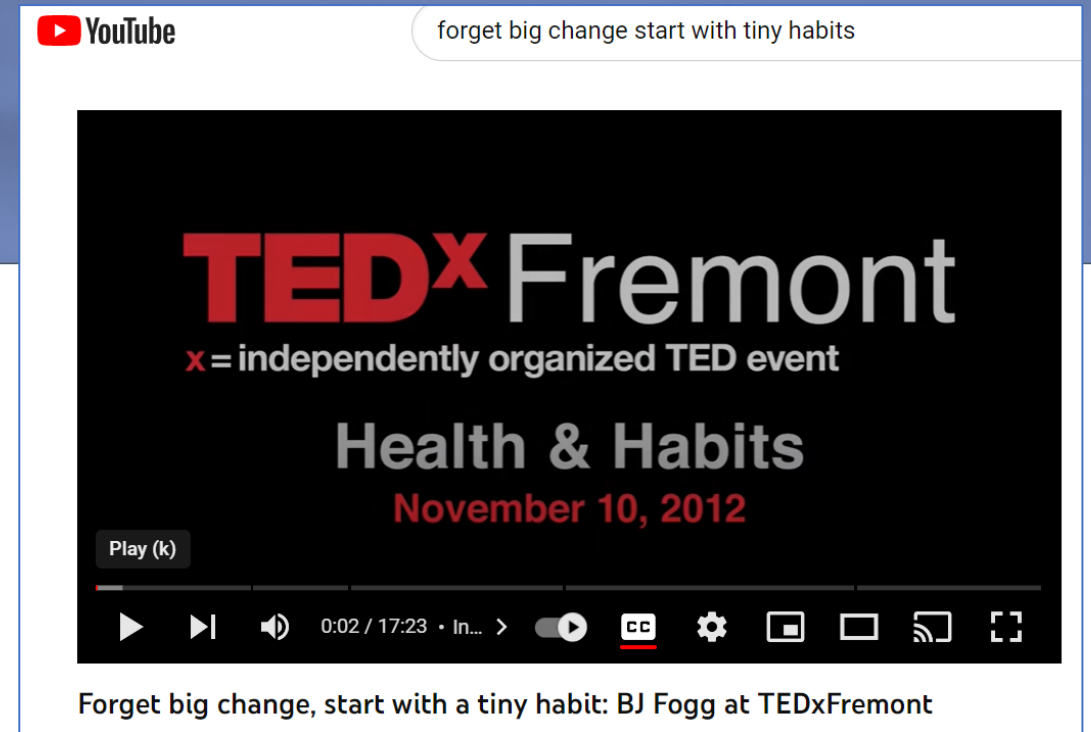 YouTube
forget big change start with tiny habits
TEDx Fremont
x = independently organized TED event
Health & Habits
November 10, 2012
Play (k)
0:02 / 17:23 • In...
CC
Forget big change, start with a tiny habit: BJ Fogg at TEDxFremont